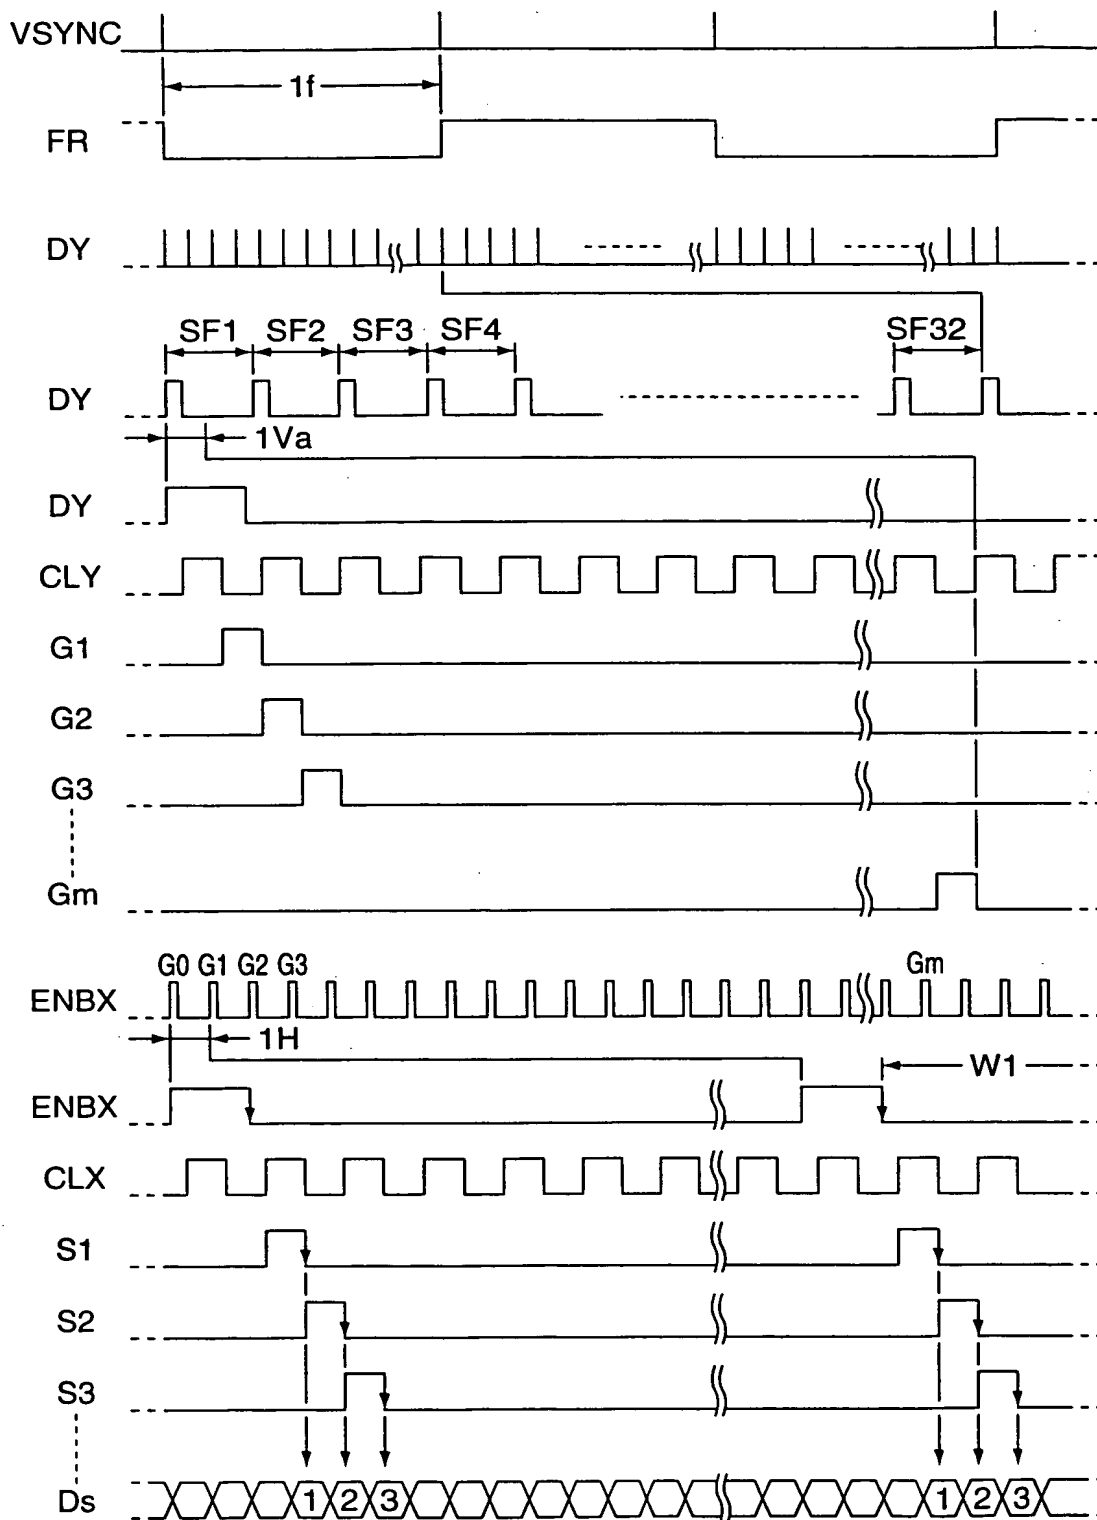 VSYNC
1f
FR
DY
SF1 SF2 SF3 SF4 SF32
DY
1Va
DY
CLY
G1
G2
G3
Gm
G0 G1 G2 G3 Gm
ENBX
1H
W1
ENBX
CLX
S1
S2
S3
Ds 1 2 3 1 2 3